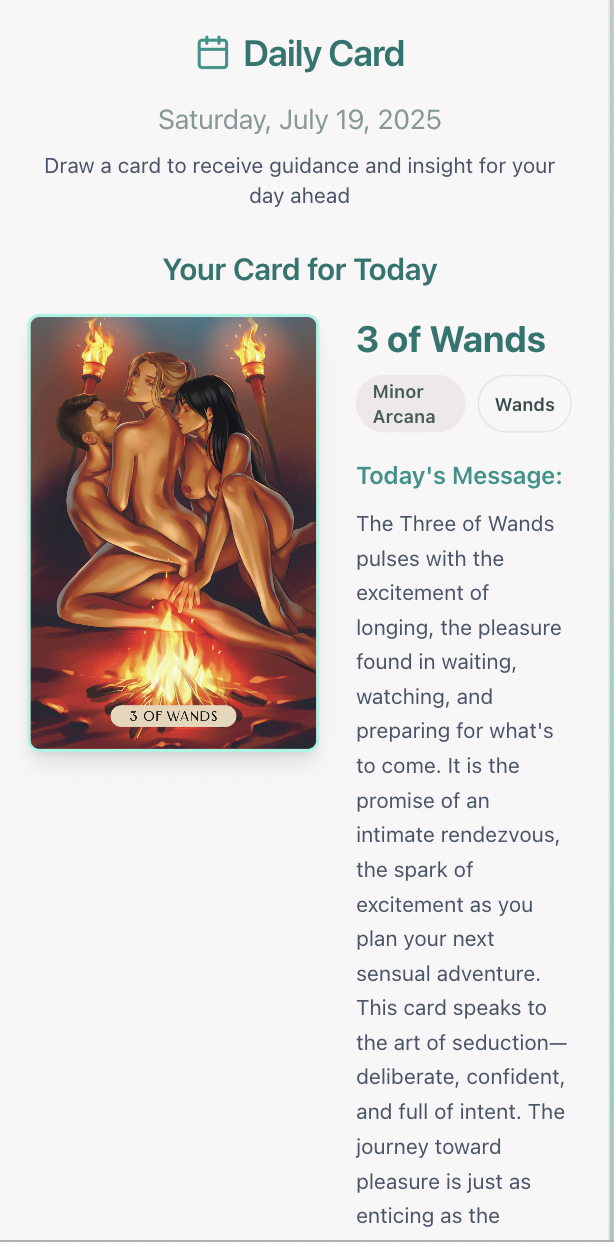 Daily Card
Saturday, July 19, 2025
Draw a card to receive guidance and insight for your
day ahead
Your Card for Today
3 OF WANDS
3 of Wands
Minor
Arcana
Wands
Today's Message:
The Three of Wands
pulses with the
excitement of
longing, the pleasure
found in waiting,
watching, and
preparing for what's
to come. It is the
promise of an
intimate rendezvous,
the spark of
excitement as you
plan your next
sensual adventure.
This card speaks to
the art of seduction—
deliberate, confident,
and full of intent. The
journey toward
pleasure is just as
enticing as the